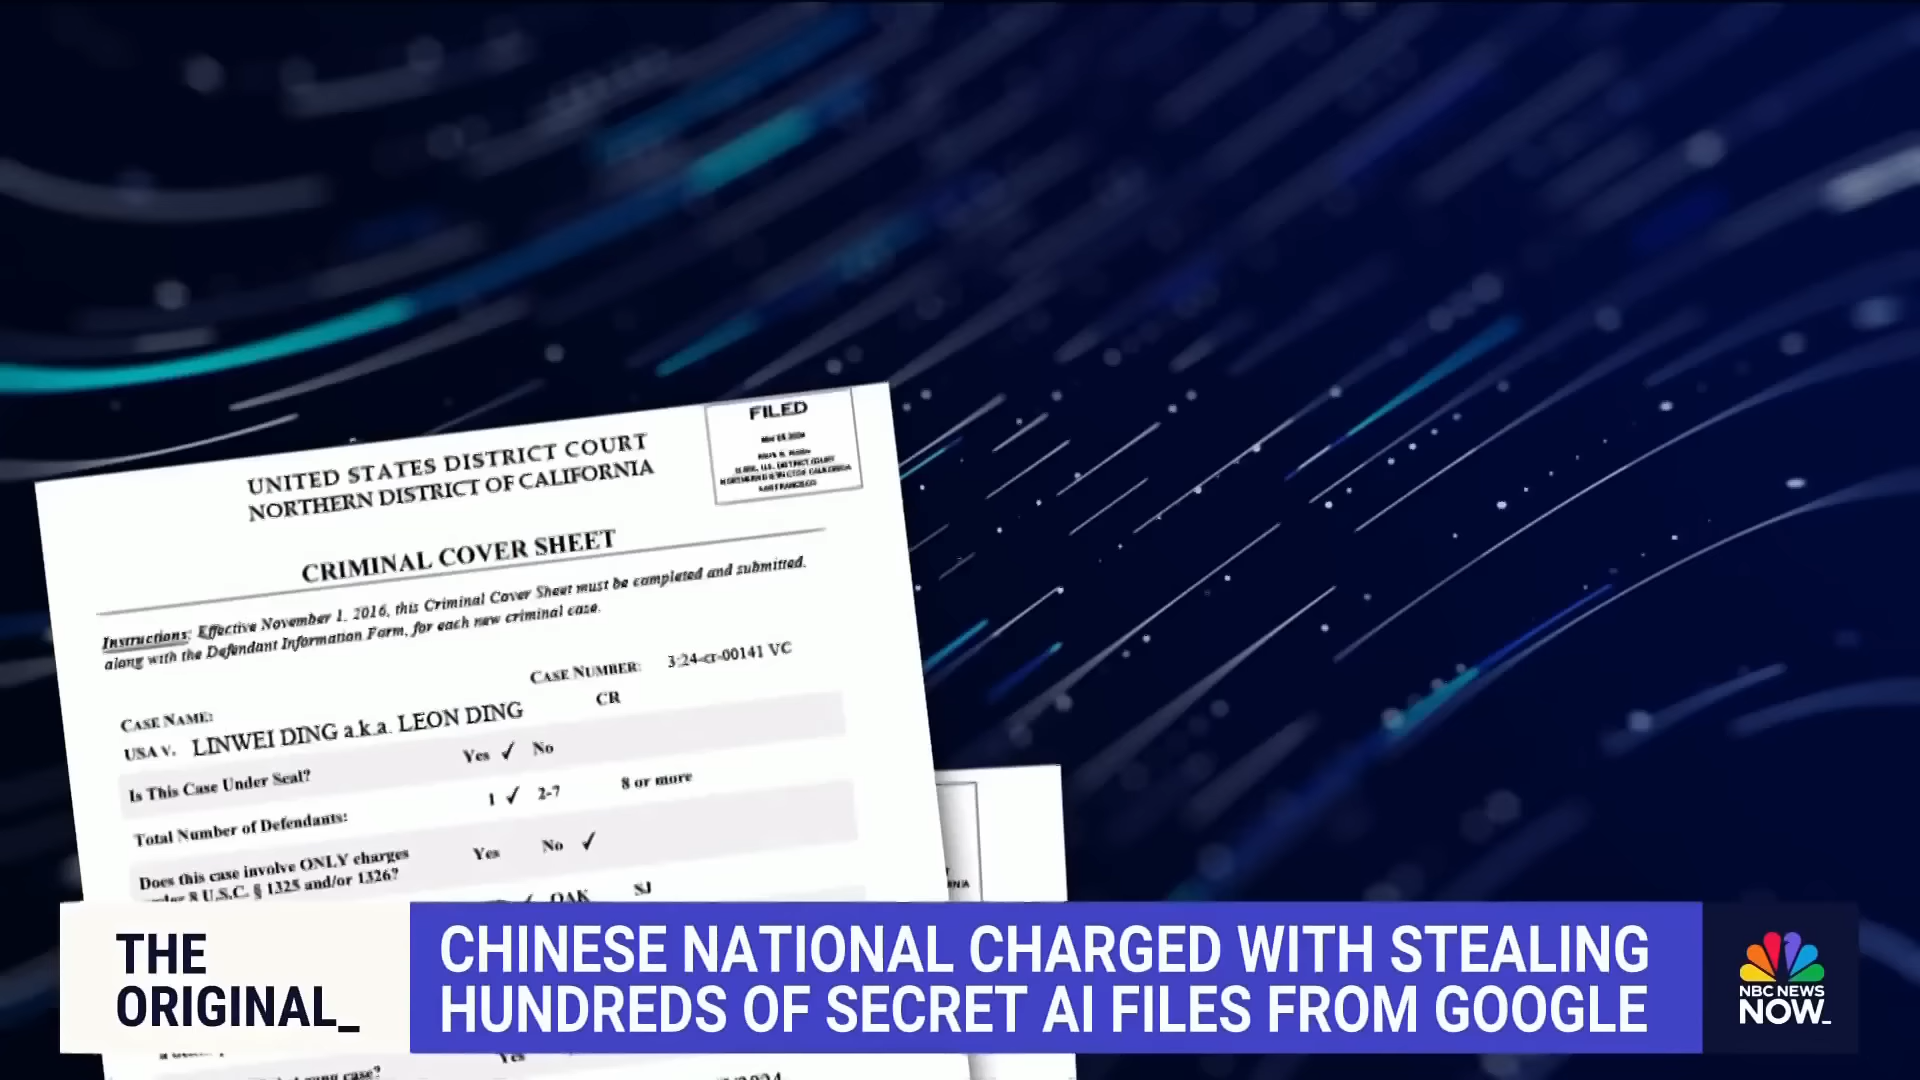 UNITED STATES DISTRICT COURT
NORTHERN DISTRICT OF CALIFORNIA
FILED
CRIMINAL COVER SHEET
Instructions: Effective November 1, 2016, this Criminal Cover Sheet must be completed and submitted,
along with the Defendant Information Form, for each new criminal case.
CASE NAME:
CASE NUMBER:
3:24-cr-00141 VC
USA V. LINWEI DING a.k.a. LEON DING
CR
Is This Case Under Seal?
Yes ✓ No
Total Number of Defendants:
1 ✓ 2-7 8 or more
Does this case involve ONLY charges
under 8 U.S.C. § 1325 and/or 1326?
Yes No ✓
OAK SJ
THE
ORIGINAL_
CHINESE NATIONAL CHARGED WITH STEALING
HUNDREDS OF SECRET AI FILES FROM GOOGLE
NBC NEWS
NOW_
Yes
case?